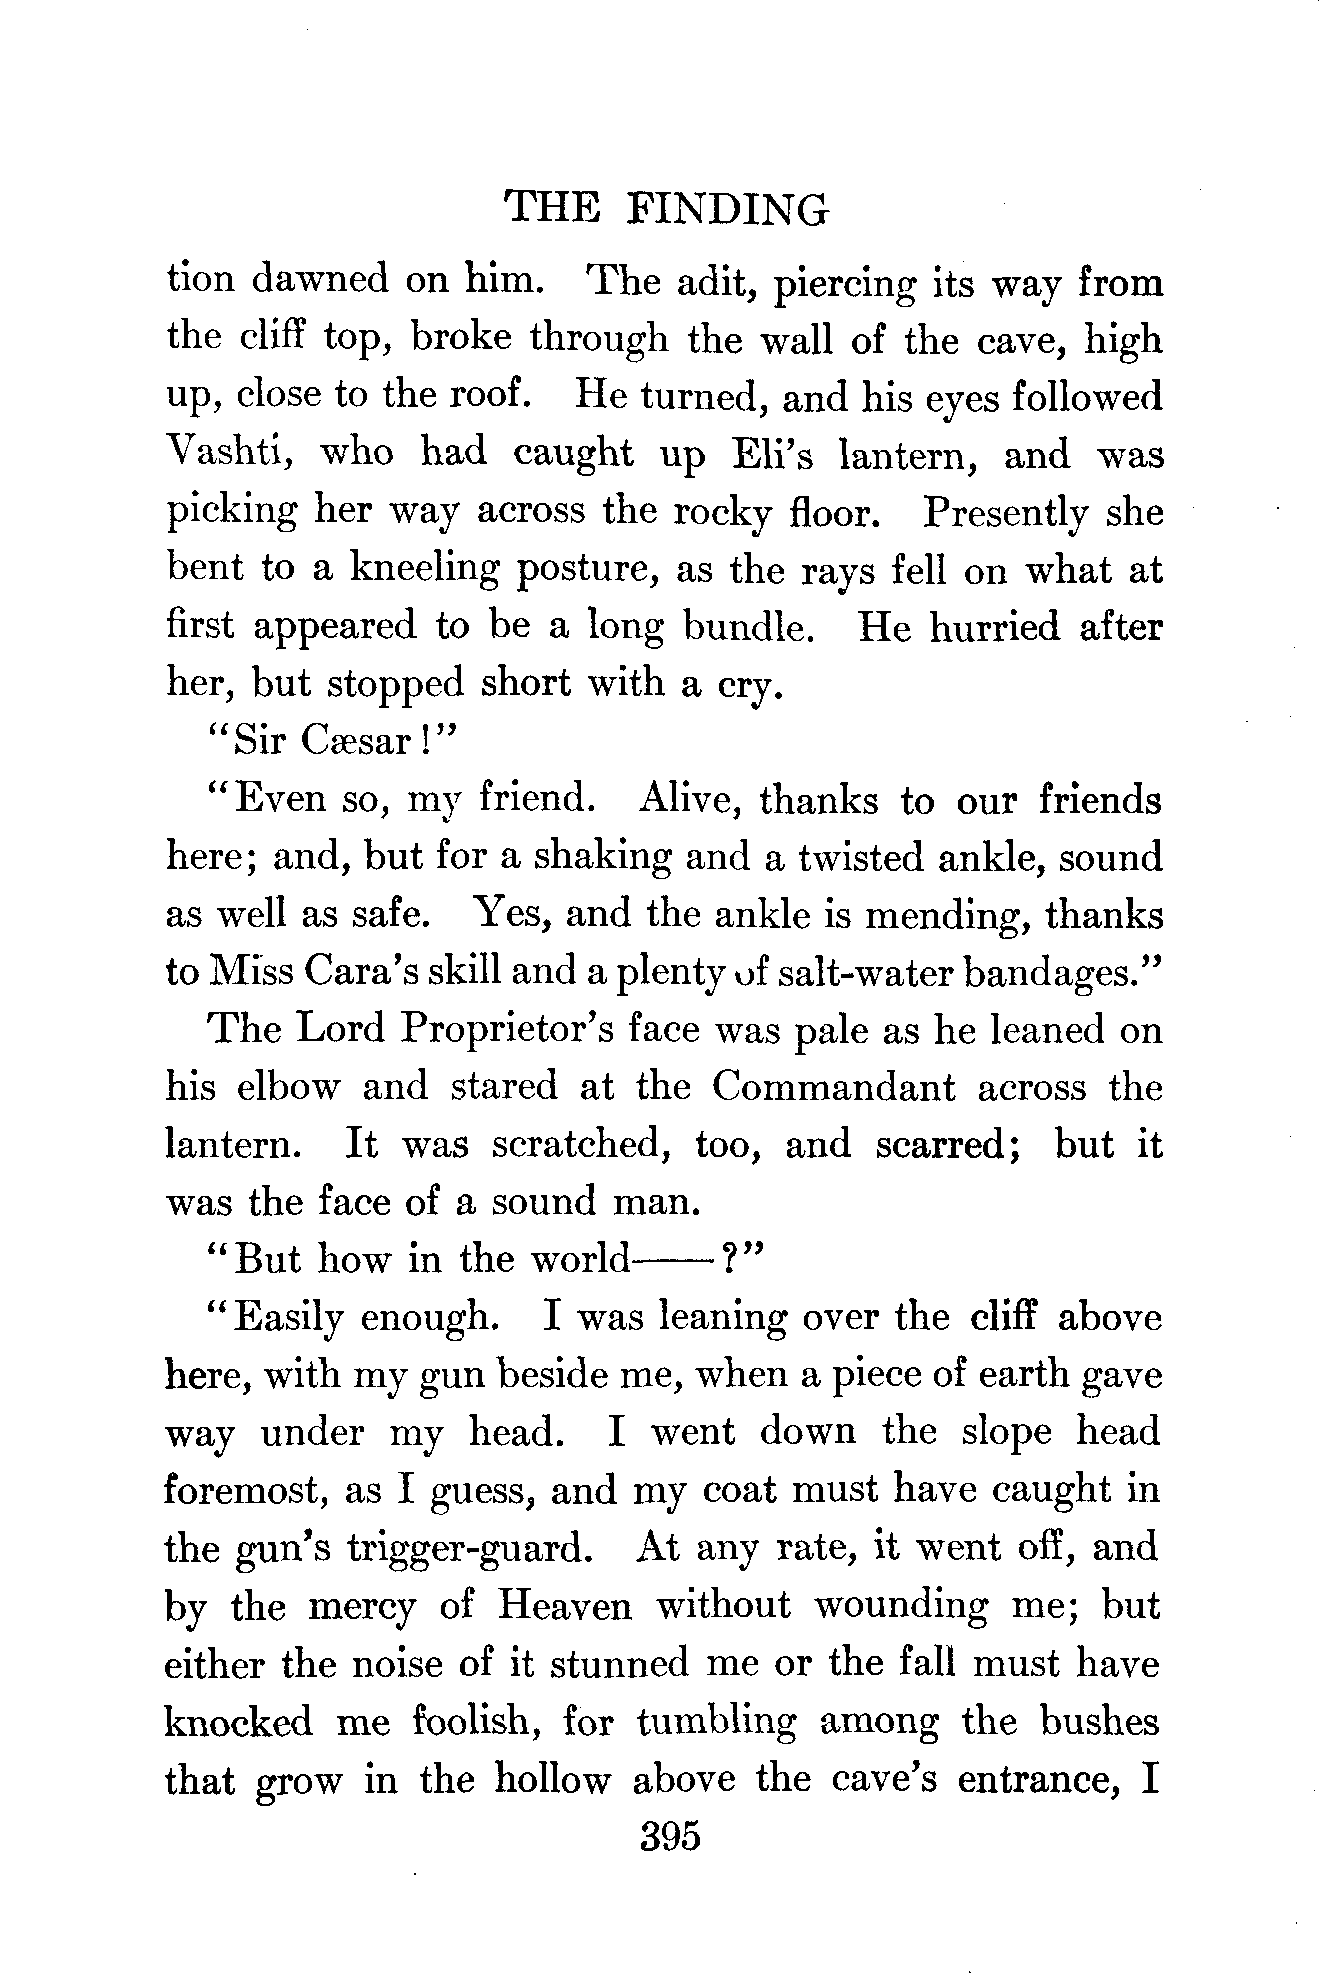 THE FINDING
tion dawned on him. The adit, piercing its way from
the cliff top, broke through the wall of the cave, high
up, close to the roof. He turned, and his eyes followed
Vashti, who had caught up Eli's lantern, and was
picking her way across the rocky floor. Presently she
bent to a kneeling posture, as the rays fell on what at
first appeared to be a long bundle. He hurried after
her, but stopped short with a cry.
"Sir Cæsar!"
"Even so, my friend. Alive, thanks to our friends
here; and, but for a shaking and a twisted ankle, sound
as well as safe. Yes, and the ankle is mending, thanks
to Miss Cara's skill and a plenty of salt-water bandages."
The Lord Proprietor's face was pale as he leaned on
his elbow and stared at the Commandant across the
lantern. It was scratched, too, and scarred; but it
was the face of a sound man.
"But how in the world——?"
"Easily enough. I was leaning over the cliff above
here, with my gun beside me, when a piece of earth gave
way under my head. I went down the slope head
foremost, as I guess, and my coat must have caught in
the gun's trigger-guard. At any rate, it went off, and
by the mercy of Heaven without wounding me; but
either the noise of it stunned me or the fall must have
knocked me foolish, for tumbling among the bushes
that grow in the hollow above the cave's entrance, I
395